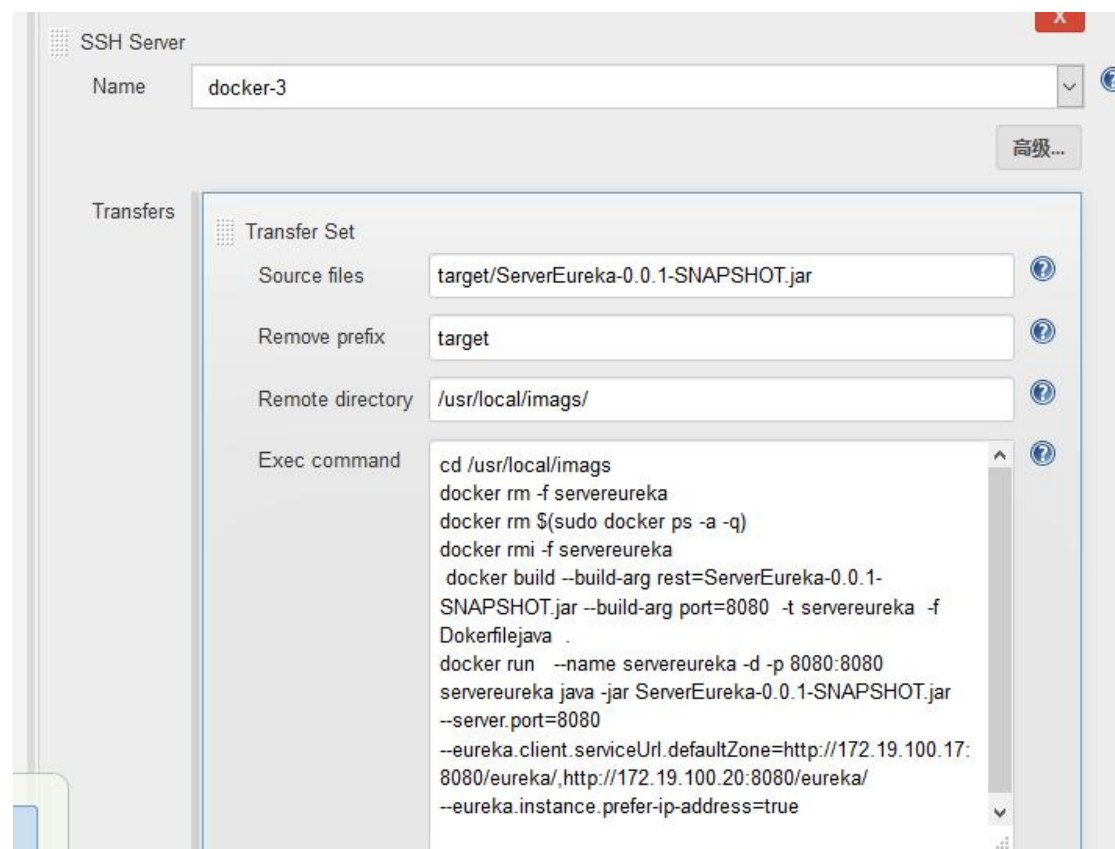 X
SSH Server
Name docker-3
高级...
Transfers
Transfer Set
Source files target/ServerEureka-0.0.1-SNAPSHOT.jar
Remove prefix target
Remote directory /usr/local/imags/
Exec command cd /usr/local/imags
docker rm -f servereureka
docker rm $(sudo docker ps -a -q)
docker rmi -f servereureka
docker build --build-arg rest=ServerEureka-0.0.1-
SNAPSHOT.jar --build-arg port=8080 -t servereureka -f
Dokerfilejava .
docker run --name servereureka -d -p 8080:8080
servereureka java -jar ServerEureka-0.0.1-SNAPSHOT.jar
--server.port=8080
--eureka.client.serviceUrl.defaultZone=http://172.19.100.17:
8080/eureka/,http://172.19.100.20:8080/eureka/
--eureka.instance.prefer-ip-address=true